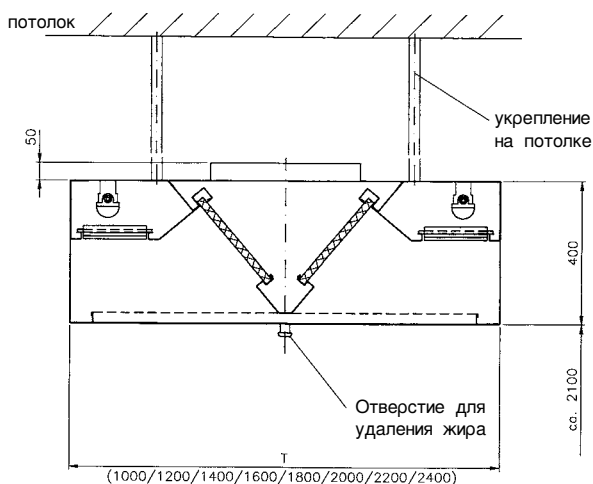 потолок
укрепление
на потолке
50
400
ca. 2100
Отверстие для
удаления жира
T
(1000/1200/1400/1600/1800/2000/2200/2400)